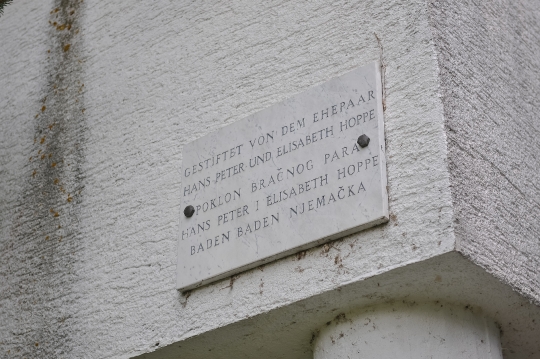 GESTIFTET VON DEM EHEPAAR
HANS PETER UND ELISABETH HOPPE
POKLON BRAČNOG PARA
HANS PETER I ELISABETH HOPPE
BADEN BADEN NJEMAČKA